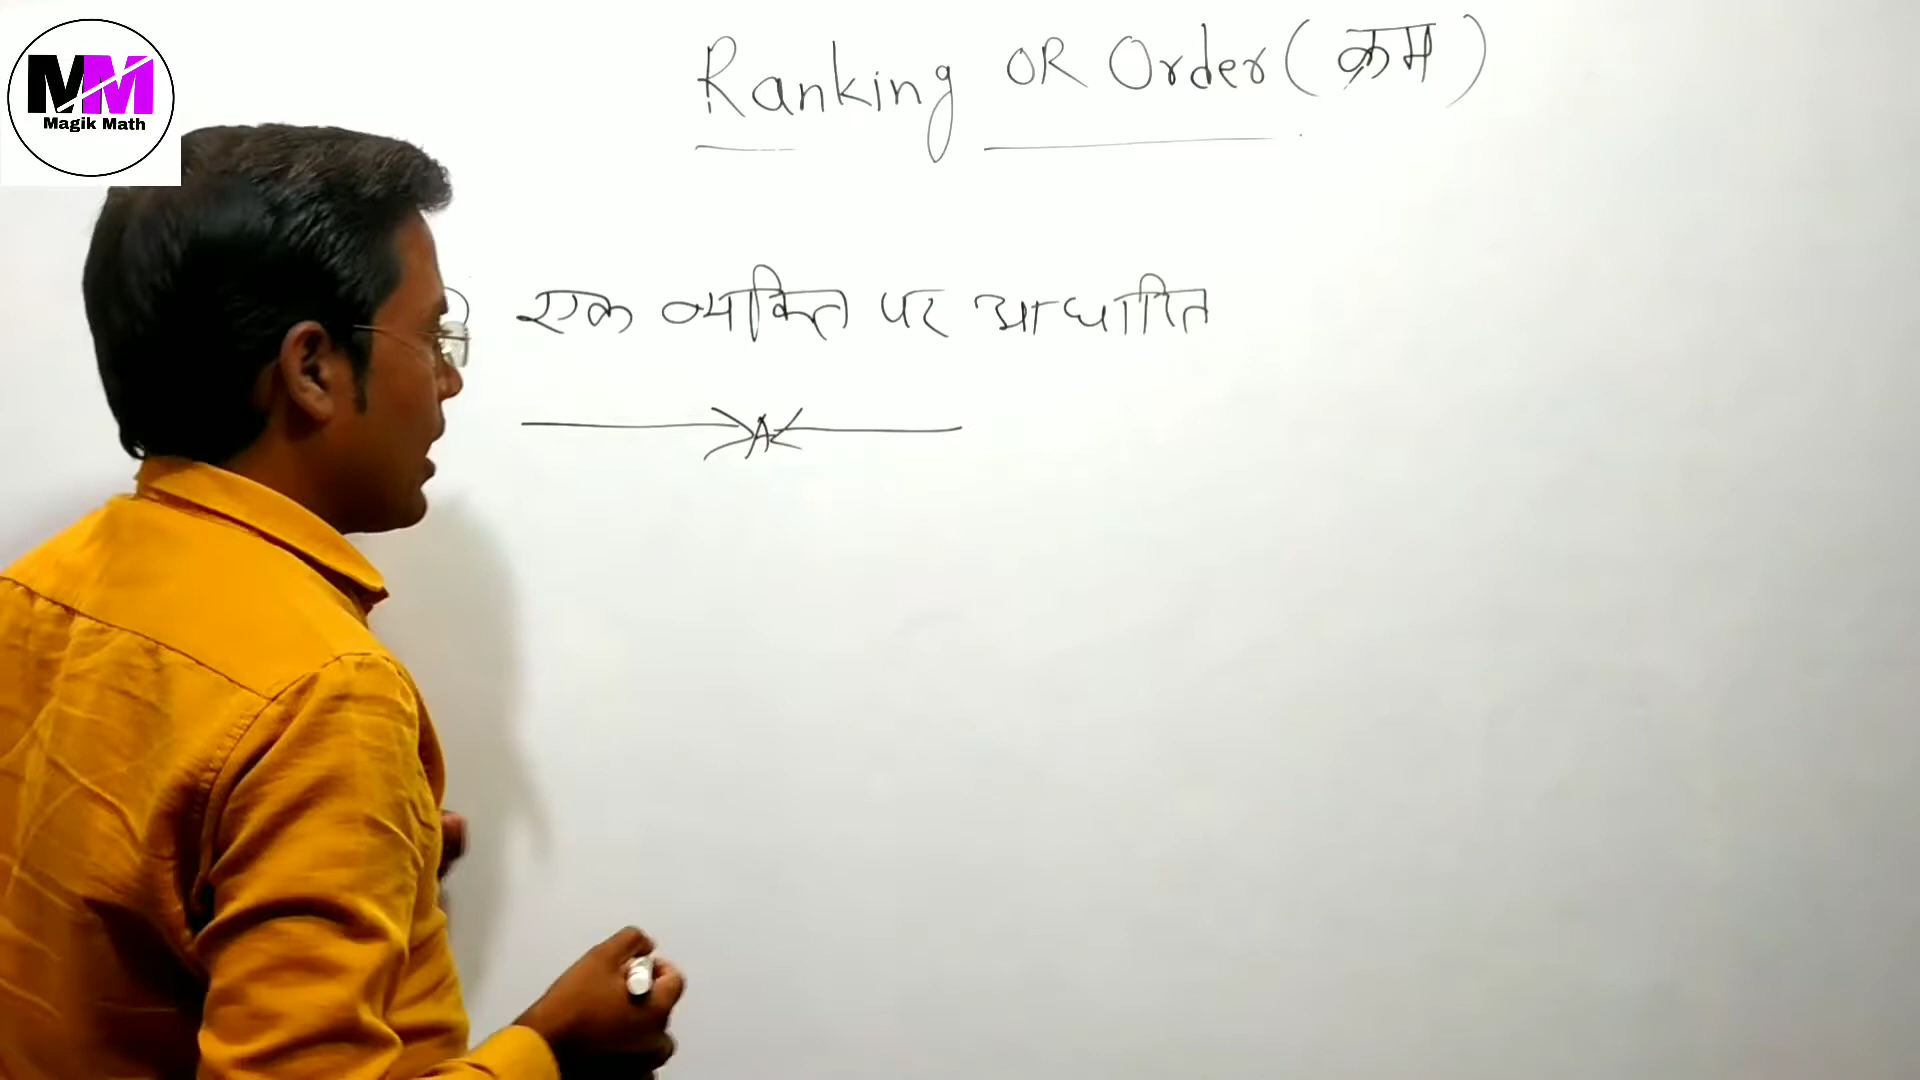 MM
Magik Math
Ranking OR Order ( क्रम )
एक व्यक्ति पर आधारित
A